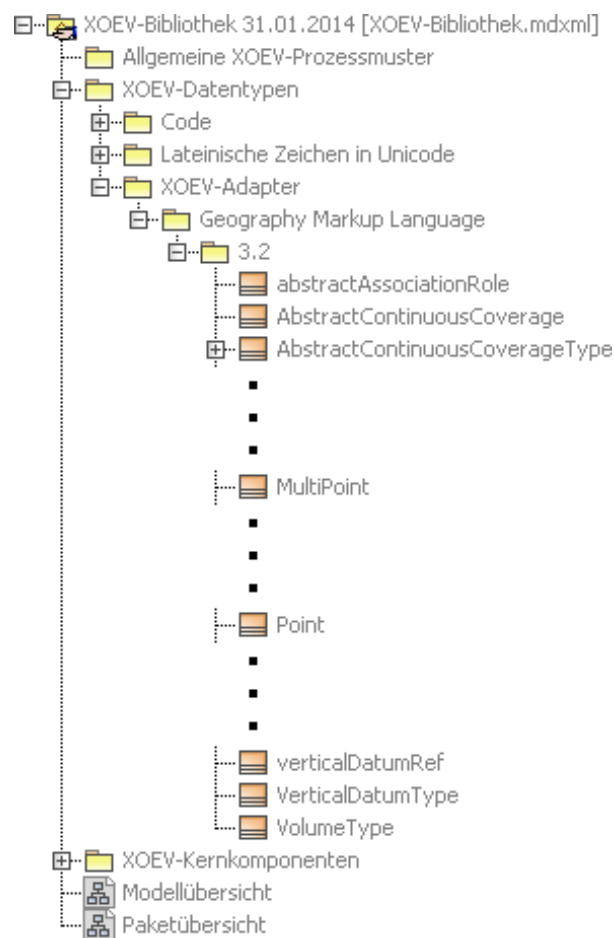 XOEV-Bibliothek 31.01.2014 [XOEV-Bibliothek.mdxml]
Allgemeine XOEV-Prozessmuster
XOEV-Datentypen
Code
Lateinische Zeichen in Unicode
XOEV-Adapter
Geography Markup Language
3.2
abstractAssociationRole
AbstractContinuousCoverage
AbstractContinuousCoverageType
MultiPoint
Point
verticalDatumRef
VerticalDatumType
VolumeType
XOEV-Kernkomponenten
Modellübersicht
Paketübersicht